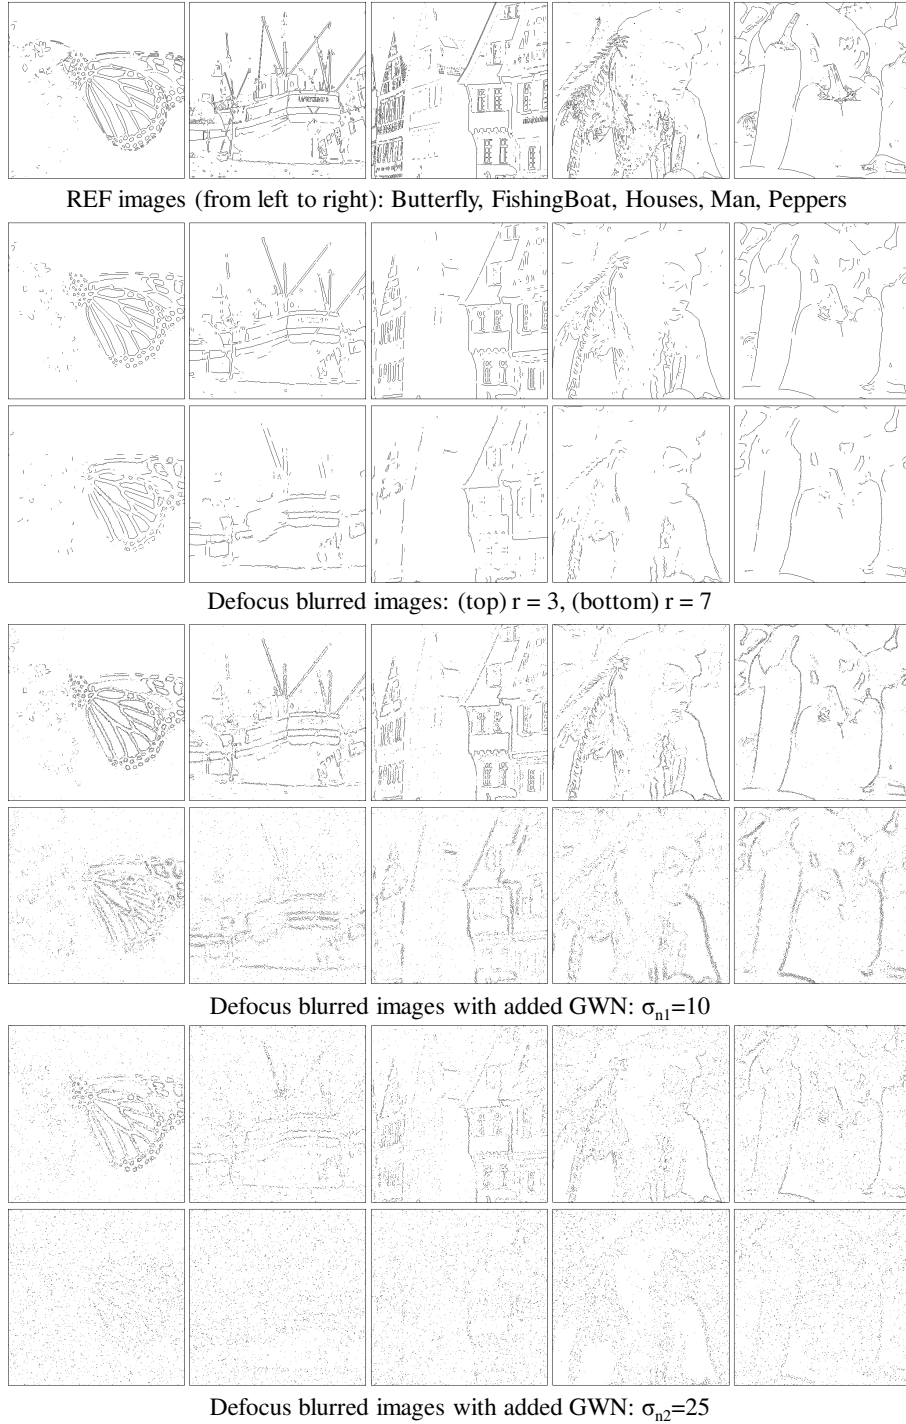 REF images (from left to right): Butterfly, FishingBoat, Houses, Man, Peppers
Defocus blurred images: (top) r = 3, (bottom) r = 7
Defocus blurred images with added GWN: σn1=10
Defocus blurred images with added GWN: σn2=25